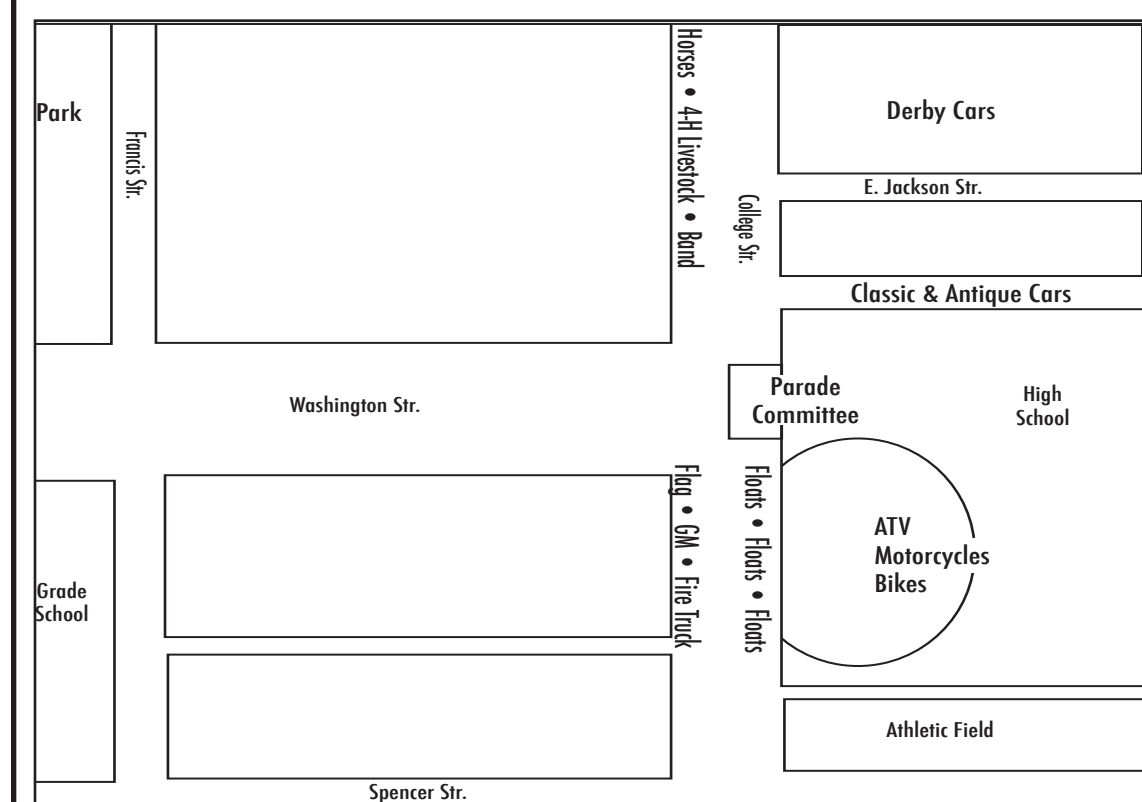 Park
Francis Str.
Horses • 4-H Livestock • Band
College Str.
Derby Cars
E. Jackson Str.
Classic & Antique Cars
Washington Str.
Parade
Committee
High
School
Flag • GM • Fire Truck
Floats • Floats • Floats
ATV
Motorcycles
Bikes
Grade
School
Athletic Field
Spencer Str.